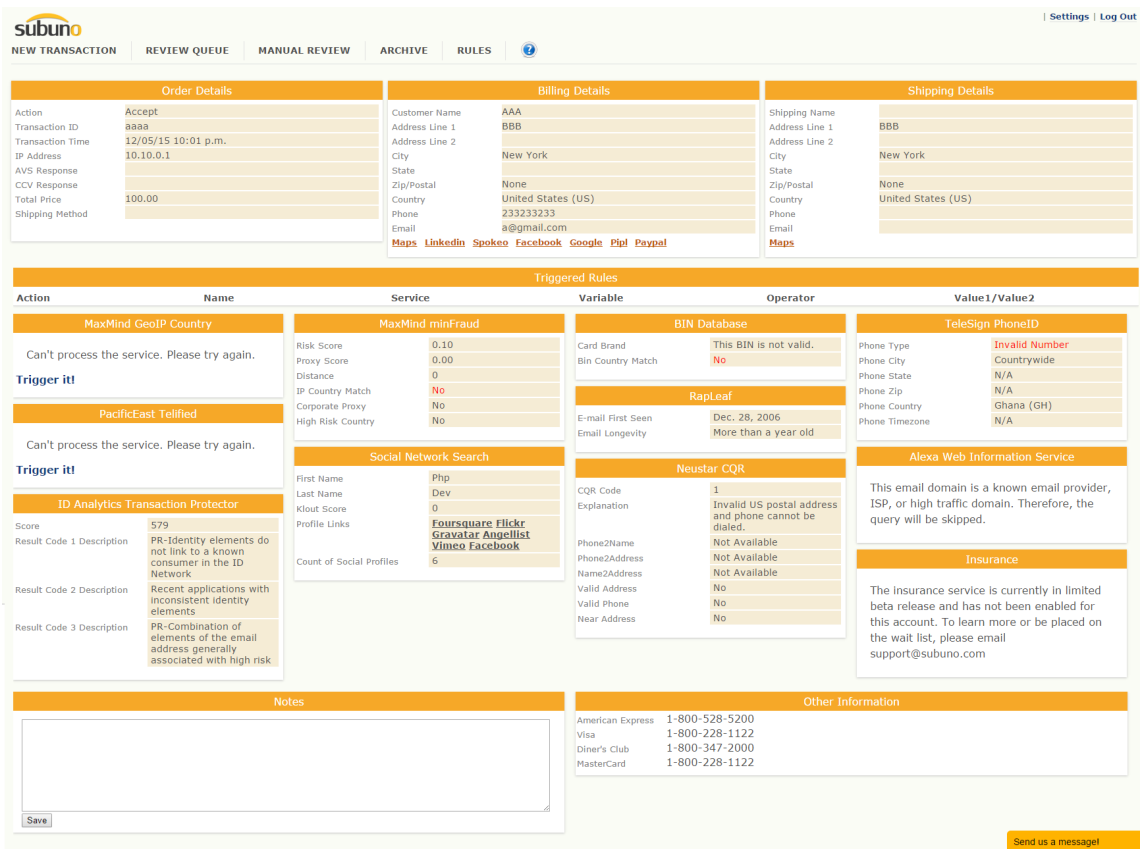 subuno
| Settings | Log Out
NEW TRANSACTION REVIEW QUEUE MANUAL REVIEW ARCHIVE RULES ?
Order Details
Action Accept
Transaction ID aaaa
Transaction Time 12/05/15 10:01 p.m.
IP Address 10.10.0.1
AVS Response
CCV Response
Total Price 100.00
Shipping Method
Billing Details
Customer Name AAA
Address Line 1 BBB
Address Line 2
City New York
State
Zip/Postal None
Country United States (US)
Phone 233233233
Email a@gmail.com
Maps Linkedin Spokeo Facebook Google Pipl Paypal
Shipping Details
Shipping Name
Address Line 1 BBB
Address Line 2
City New York
State
Zip/Postal None
Country United States (US)
Phone
Email
Maps
Triggered Rules
Action Name Service Variable Operator Value1/Value2
MaxMind GeoIP Country
Can't process the service. Please try again.
Trigger it!
PacificEast Telified
Can't process the service. Please try again.
Trigger it!
ID Analytics Transaction Protector
Score 579
Result Code 1 Description PR-Identity elements do
not link to a known
consumer in the ID
Network
Result Code 2 Description Recent applications with
inconsistent identity
elements
Result Code 3 Description PR-Combination of
elements of the email
address generally
associated with high risk
MaxMind minFraud
Risk Score 0.10
Proxy Score 0.00
Distance 0
IP Country Match No
Corporate Proxy No
High Risk Country No
Social Network Search
First Name Php
Last Name Dev
Klout Score 0
Profile Links Foursquare Flickr
Gravatar Angellist
Vimeo Facebook
Count of Social Profiles 6
BIN Database
Card Brand This BIN is not valid.
Bin Country Match No
RapLeaf
E-mail First Seen Dec. 28, 2006
Email Longevity More than a year old
Neustar CQR
CQR Code 1
Explanation Invalid US postal address
and phone cannot be
dialed.
Phone2Name Not Available
Phone2Address Not Available
Name2Address Not Available
Valid Address No
Valid Phone No
Near Address No
TeleSign PhoneID
Phone Type Invalid Number
Phone City Countrywide
Phone State N/A
Phone Zip N/A
Phone Country Ghana (GH)
Phone Timezone N/A
Alexa Web Information Service
This email domain is a known email provider,
ISP, or high traffic domain. Therefore, the
query will be skipped.
Insurance
The insurance service is currently in limited
beta release and has not been enabled for
this account. To learn more or be placed on
the wait list, please email
support@subuno.com
Notes
Save
Other Information
American Express 1-800-528-5200
Visa 1-800-228-1122
Diner's Club 1-800-347-2000
MasterCard 1-800-228-1122
Send us a message!